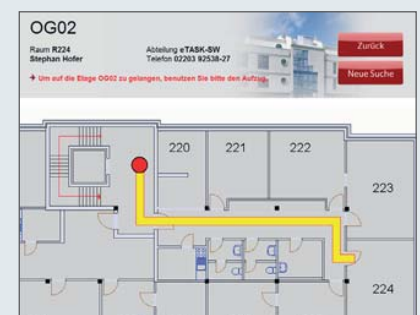 OG02
Raum R224
Stephan Hofer
Abteilung eTASK-SW
Telefon 02203 92538-27
Zurück
Neue Suche
➔ Um auf die Etage OG02 zu gelangen, benutzen Sie bitte den Aufzug.
220
221
222
223
224